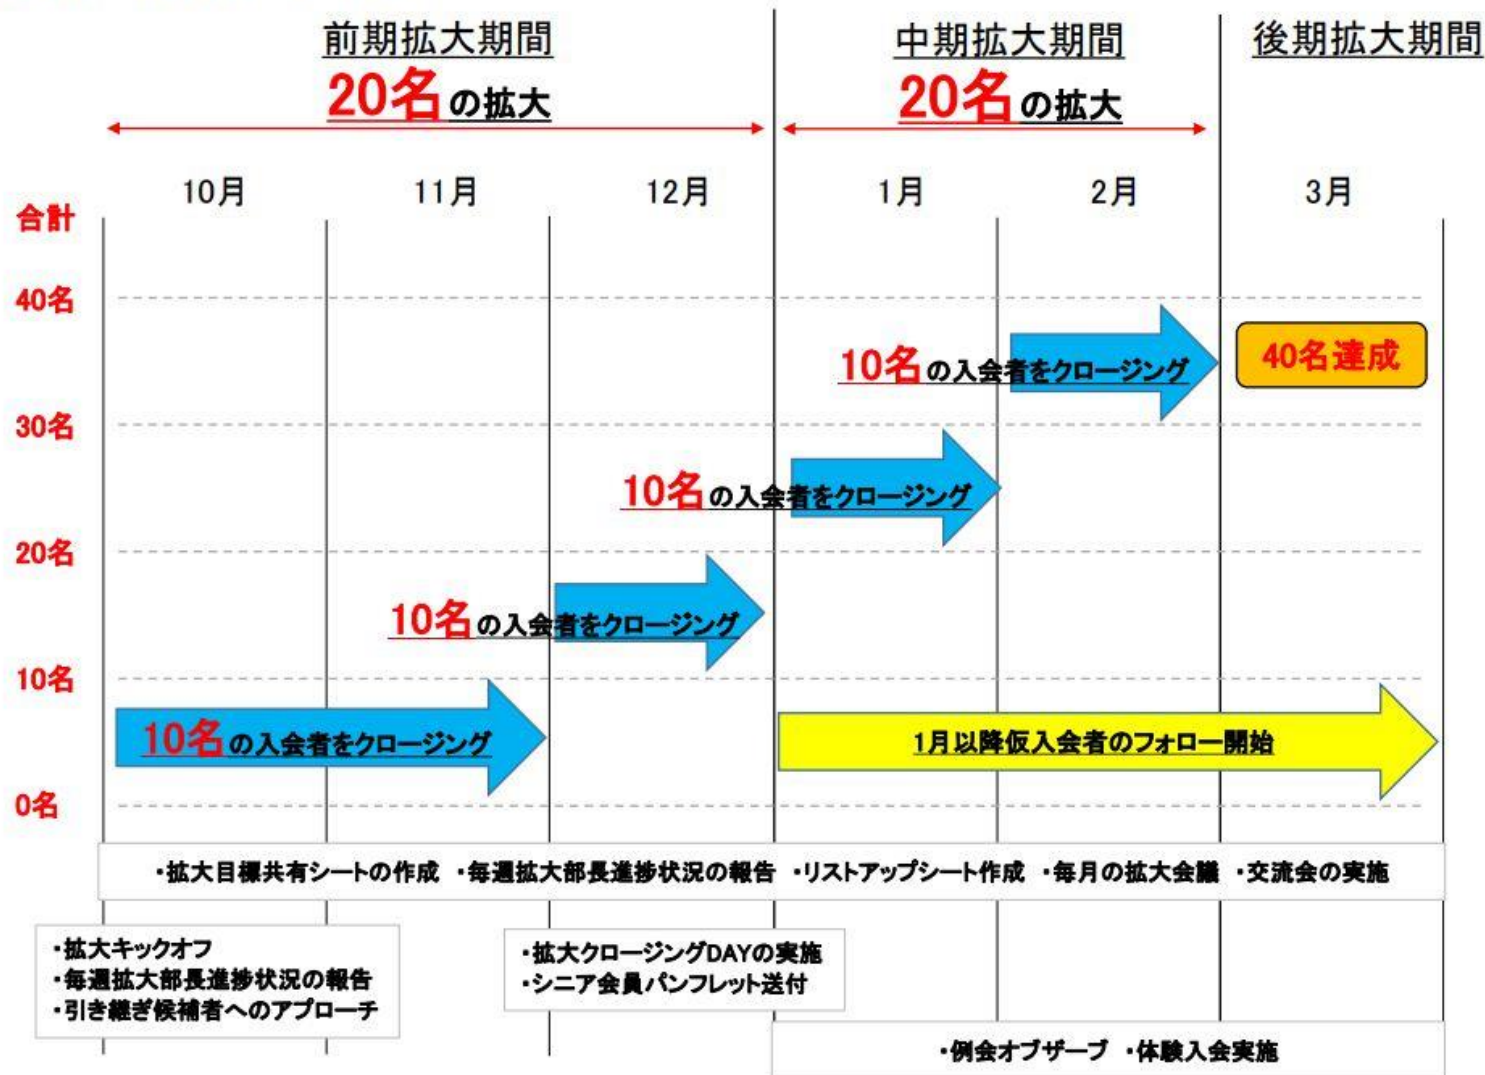 前期拡大期間
20名の拡大
中期拡大期間
20名の拡大
後期拡大期間
10月
11月
12月
1月
2月
3月
合計
40名
30名
20名
10名
0名
10名の入会者をクロージング
40名達成
10名の入会者をクロージング
10名の入会者をクロージング
10名の入会者をクロージング
1月以降仮入会者のフォロー開始
・拡大目標共有シートの作成 ・毎週拡大部長進捗状況の報告 ・リストアップシート作成 ・毎月の拡大会議 ・交流会の実施
・拡大キックオフ
・毎週拡大部長進捗状況の報告
・引き継ぎ候補者へのアプローチ
・拡大クロージングDAYの実施
・シニア会員パンフレット送付
・例会オブザーブ ・体験入会実施